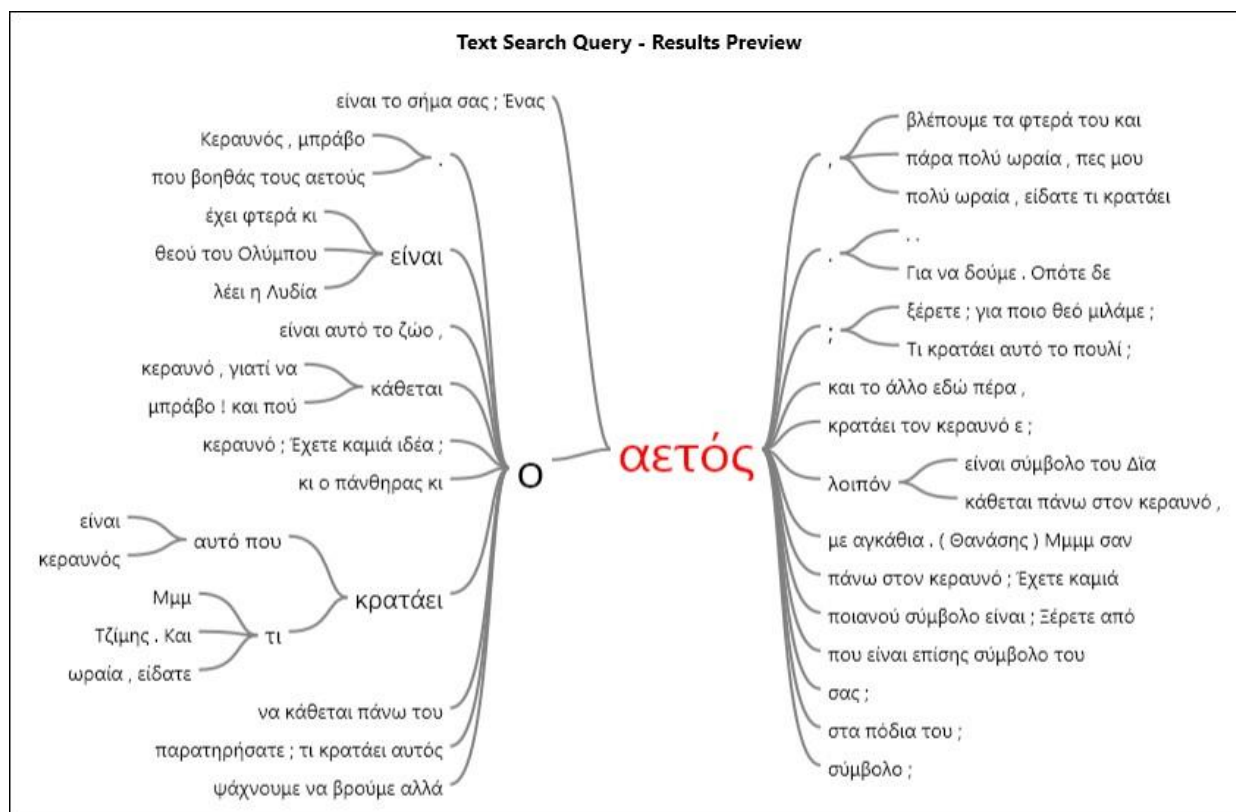 Text Search Query - Results Preview
είναι το σήμα σας ; Ένας
Κεραυνός , μπράβο
που βοηθάς τους αετούς
.
έχει φτερά κι
θεού του Ολύμπου
λέει η Λυδία
είναι
είναι αυτό το ζώο ,
κεραυνό , γιατί να
μπράβο ! και πού
κάθεται
κεραυνό ; Έχετε καμιά ιδέα ;
κι ο πάνθηρας κι
είναι
κεραυνός
αυτό που
Μμμ
Τζίμης . Και
ωραία , είδατε
τι
κρατάει
να κάθεται πάνω του
παρατηρήσατε ; τι κρατάει αυτός
ψάχνουμε να βρούμε αλλά
Ο
αετός
,
βλέπουμε τα φτερά του και
πάρα πολύ ωραία , πες μου
πολύ ωραία , είδατε τι κρατάει
.
. .
Για να δούμε . Οπότε δε
;
ξέρετε ; για ποιο θεό μιλάμε ;
Τι κρατάει αυτό το πουλί ;
και το άλλο εδώ πέρα ,
κρατάει τον κεραυνό ε ;
λοιπόν
είναι σύμβολο του Δϊα
κάθεται πάνω στον κεραυνό ,
με αγκάθια . ( Θανάσης ) Μμμμ σαν
πάνω στον κεραυνό ; Έχετε καμιά
ποιανού σύμβολο είναι ; Ξέρετε από
που είναι επίσης σύμβολο του
σας ;
στα πόδια του ;
σύμβολο ;